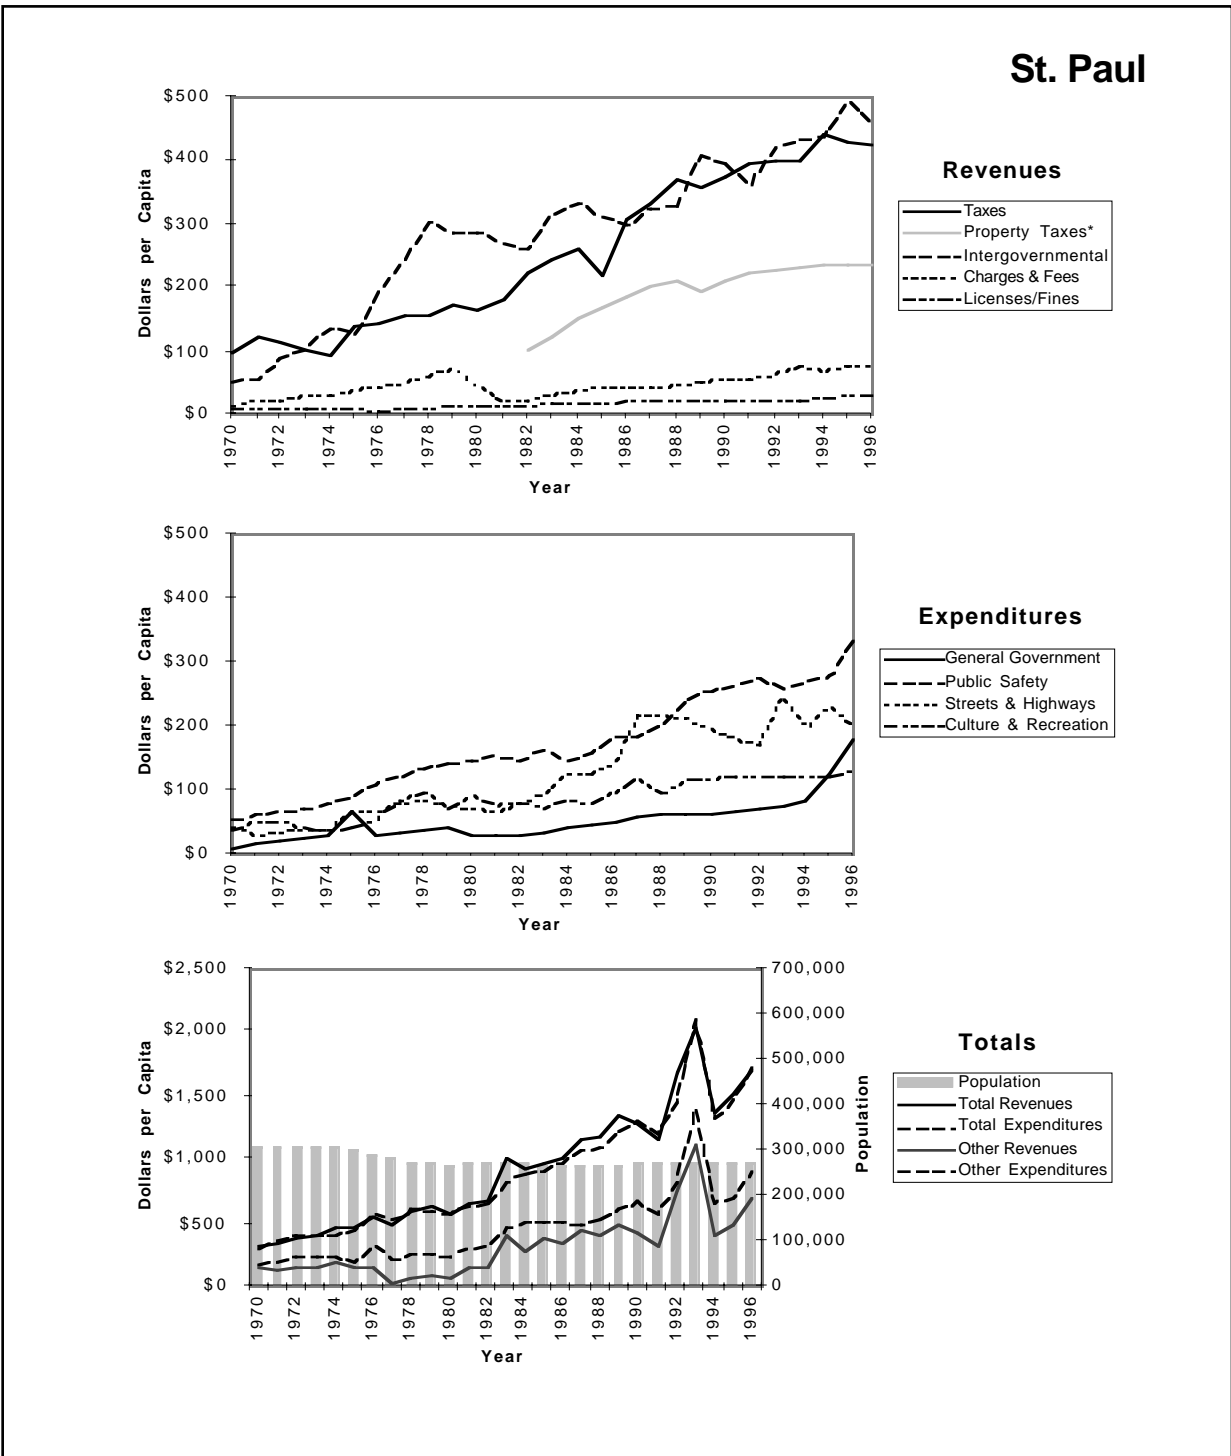 St. Paul
$500
$400
$300
$200
$100
$0
Dollars per Capita
1970
1972
1974
1976
1978
1980
1982
1984
1986
1988
1990
1992
1994
1996
Year
Revenues
Taxes
Property Taxes*
Intergovernmental
Charges & Fees
Licenses/Fines
$500
$400
$300
$200
$100
$0
Dollars per Capita
1970
1972
1974
1976
1978
1980
1982
1984
1986
1988
1990
1992
1994
1996
Year
Expenditures
General Government
Public Safety
Streets & Highways
Culture & Recreation
$2,500
$2,000
$1,500
$1,000
$500
$0
Dollars per Capita
700,000
600,000
500,000
400,000
300,000
200,000
100,000
0
Population
1970
1972
1974
1976
1978
1980
1982
1984
1986
1988
1990
1992
1994
1996
Year
Totals
Population
Total Revenues
Total Expenditures
Other Revenues
Other Expenditures